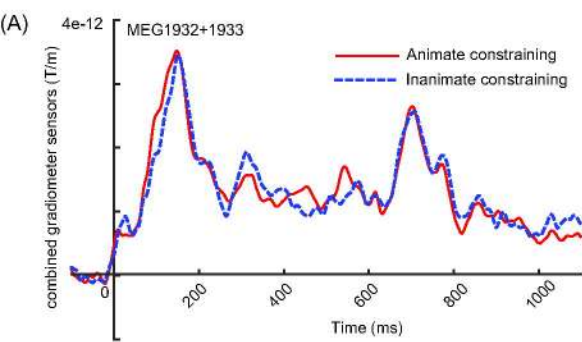 (A)
4e-12
MEG1932+1933
combined gradiometer sensors (T/m)
Animate constraining
Inanimate constraining
0
200
400
600
800
1000
Time (ms)